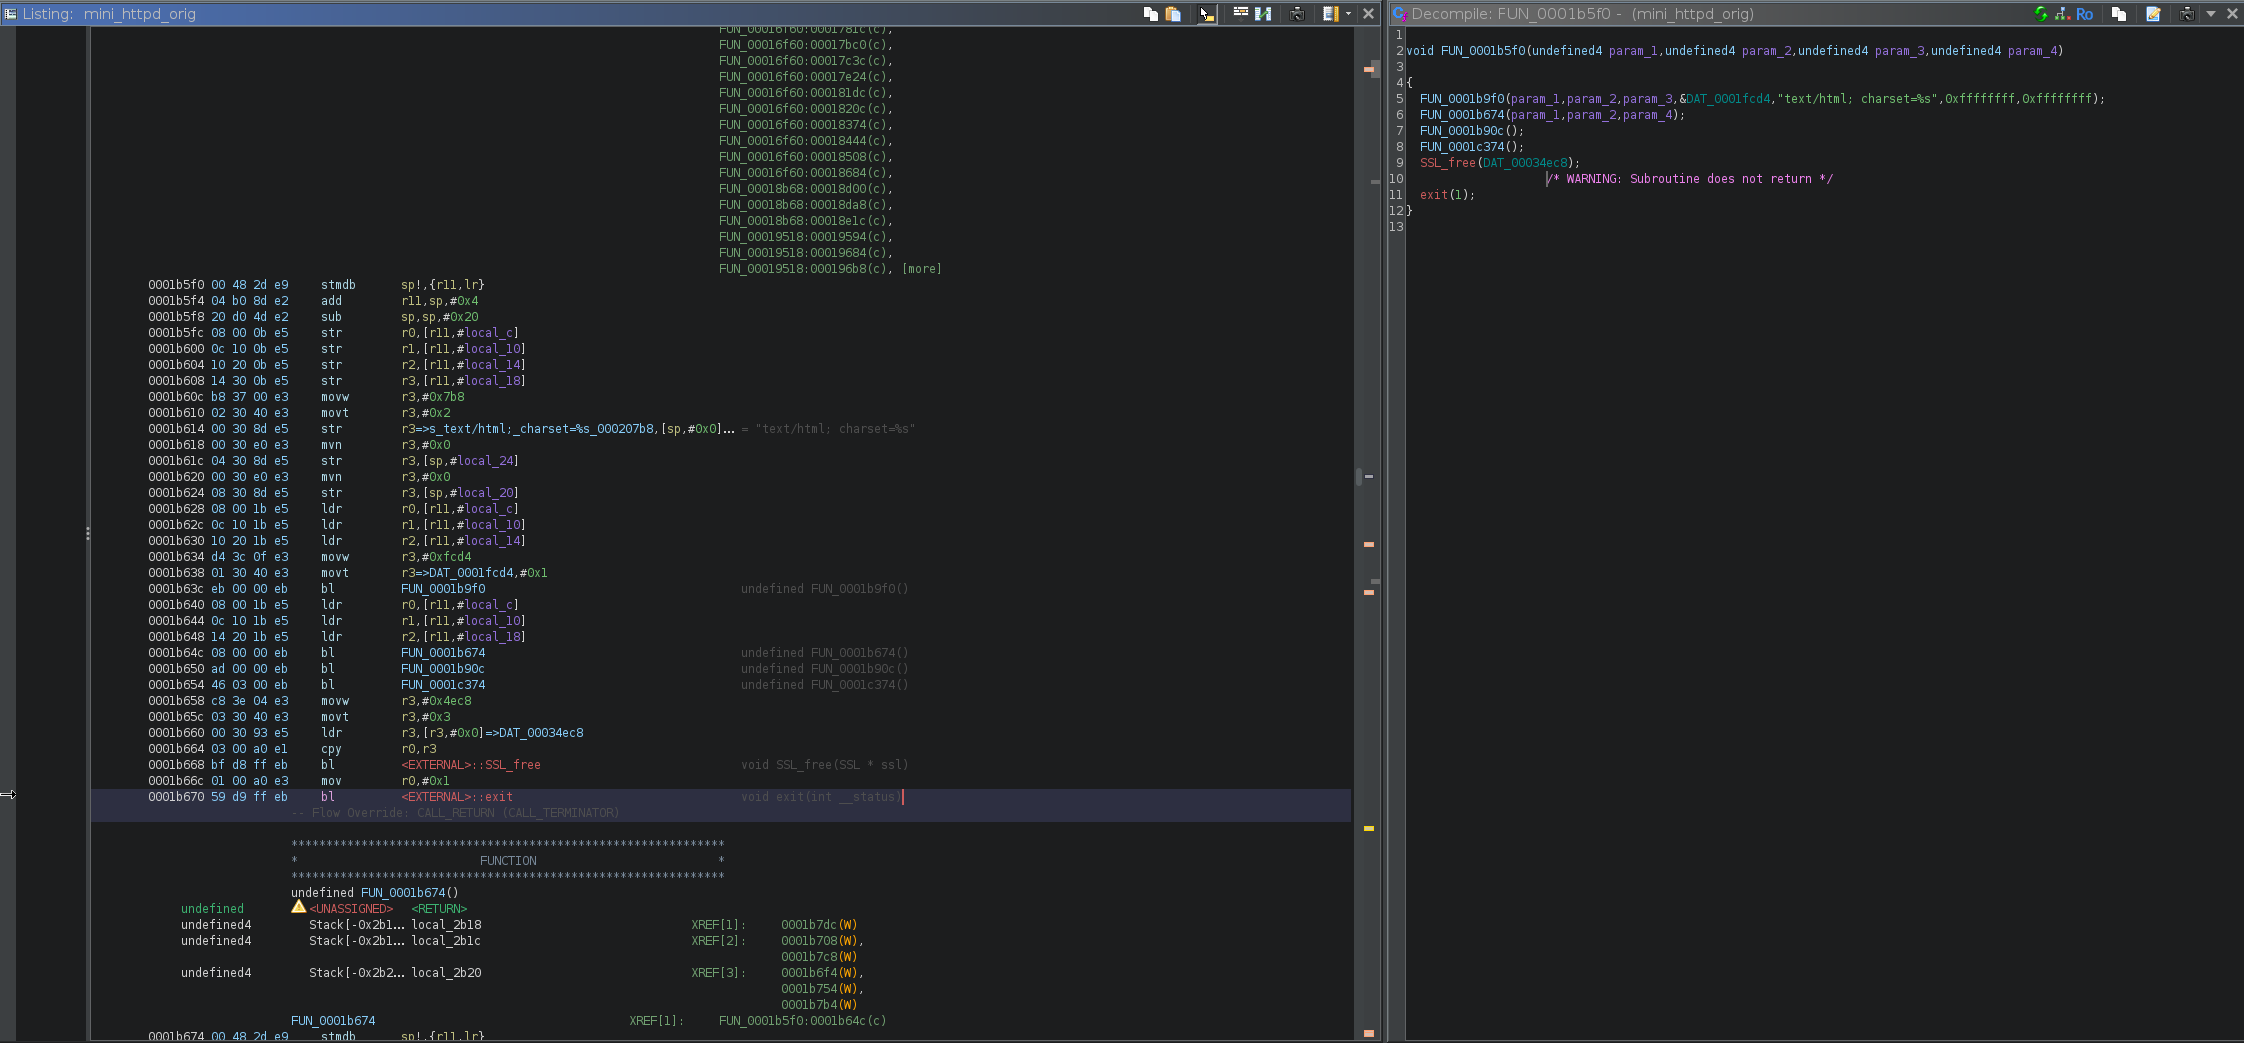 Listing: mini_httpd_orig
FUN_00016f60:0001781c(c),
FUN_00016f60:00017bc0(c),
FUN_00016f60:00017c3c(c),
FUN_00016f60:00017e24(c),
FUN_00016f60:000181dc(c),
FUN_00016f60:0001820c(c),
FUN_00016f60:00018374(c),
FUN_00016f60:00018444(c),
FUN_00016f60:00018508(c),
FUN_00016f60:00018684(c),
FUN_00018b68:00018d00(c),
FUN_00018b68:00018da8(c),
FUN_00018b68:00018e1c(c),
FUN_00019518:00019594(c),
FUN_00019518:00019684(c),
FUN_00019518:000196b8(c), [more]
0001b5f0 00 48 2d e9 stmdb sp!,{r11,lr}
0001b5f4 04 b0 8d e2 add r11,sp,#0x4
0001b5f8 20 d0 4d e2 sub sp,sp,#0x20
0001b5fc 08 00 0b e5 str r0,[r11,#local_c]
0001b600 0c 10 0b e5 str r1,[r11,#local_10]
0001b604 10 20 0b e5 str r2,[r11,#local_14]
0001b608 14 30 0b e5 str r3,[r11,#local_18]
0001b60c b8 37 00 e3 movw r3,#0x7b8
0001b610 02 30 40 e3 movt r3,#0x2
0001b614 00 30 8d e5 str r3=>s_text/html;_charset=%s_000207b8,[sp,#0x0]... = "text/html; charset=%s"
0001b618 00 30 e0 e3 mvn r3,#0x0
0001b61c 04 30 8d e5 str r3,[sp,#local_24]
0001b620 00 30 e0 e3 mvn r3,#0x0
0001b624 08 30 8d e5 str r3,[sp,#local_20]
0001b628 08 00 1b e5 ldr r0,[r11,#local_c]
0001b62c 0c 10 1b e5 ldr r1,[r11,#local_10]
0001b630 10 20 1b e5 ldr r2,[r11,#local_14]
0001b634 d4 3c 0f e3 movw r3,#0xfcd4
0001b638 01 30 40 e3 movt r3=>DAT_0001fcd4,#0x1
0001b63c eb 00 00 eb bl FUN_0001b9f0 undefined FUN_0001b9f0()
0001b640 08 00 1b e5 ldr r0,[r11,#local_c]
0001b644 0c 10 1b e5 ldr r1,[r11,#local_10]
0001b648 14 20 1b e5 ldr r2,[r11,#local_18]
0001b64c 08 00 00 eb bl FUN_0001b674 undefined FUN_0001b674()
0001b650 ad 00 00 eb bl FUN_0001b90c undefined FUN_0001b90c()
0001b654 46 03 00 eb bl FUN_0001c374 undefined FUN_0001c374()
0001b658 c8 3e 04 e3 movw r3,#0x4ec8
0001b65c 03 30 40 e3 movt r3,#0x3
0001b660 00 30 93 e5 ldr r3,[r3,#0x0]=>DAT_00034ec8
0001b664 03 00 a0 e1 cpy r0,r3
0001b668 bf d8 ff eb bl <EXTERNAL>::SSL_free void SSL_free(SSL * ssl)
0001b66c 01 00 a0 e3 mov r0,#0x1
0001b670 59 d9 ff eb bl <EXTERNAL>::exit void exit(int __status)
-- Flow Override: CALL_RETURN (CALL_TERMINATOR)
**************************************************************
* FUNCTION *
**************************************************************
undefined FUN_0001b674()
undefined <UNASSIGNED> <RETURN>
undefined4 Stack[-0x2b1... local_2b18 XREF[1]: 0001b7dc(W)
undefined4 Stack[-0x2b1... local_2b1c XREF[2]: 0001b708(W),
0001b7c8(W)
undefined4 Stack[-0x2b2... local_2b20 XREF[3]: 0001b6f4(W),
0001b754(W),
0001b7b4(W)
FUN_0001b674 XREF[1]: FUN_0001b5f0:0001b64c(c)
0001b674 00 48 2d e9 stmdb sp!,{r11,lr}
Decompile: FUN_0001b5f0 - (mini_httpd_orig)
Ro
1
2 void FUN_0001b5f0(undefined4 param_1,undefined4 param_2,undefined4 param_3,undefined4 param_4)
3
4 {
5 FUN_0001b9f0(param_1,param_2,param_3,&DAT_0001fcd4,"text/html; charset=%s",0xffffffff,0xffffffff);
6 FUN_0001b674(param_1,param_2,param_4);
7 FUN_0001b90c();
8 FUN_0001c374();
9 SSL_free(DAT_00034ec8);
10 /* WARNING: Subroutine does not return */
11 exit(1);
12 }
13